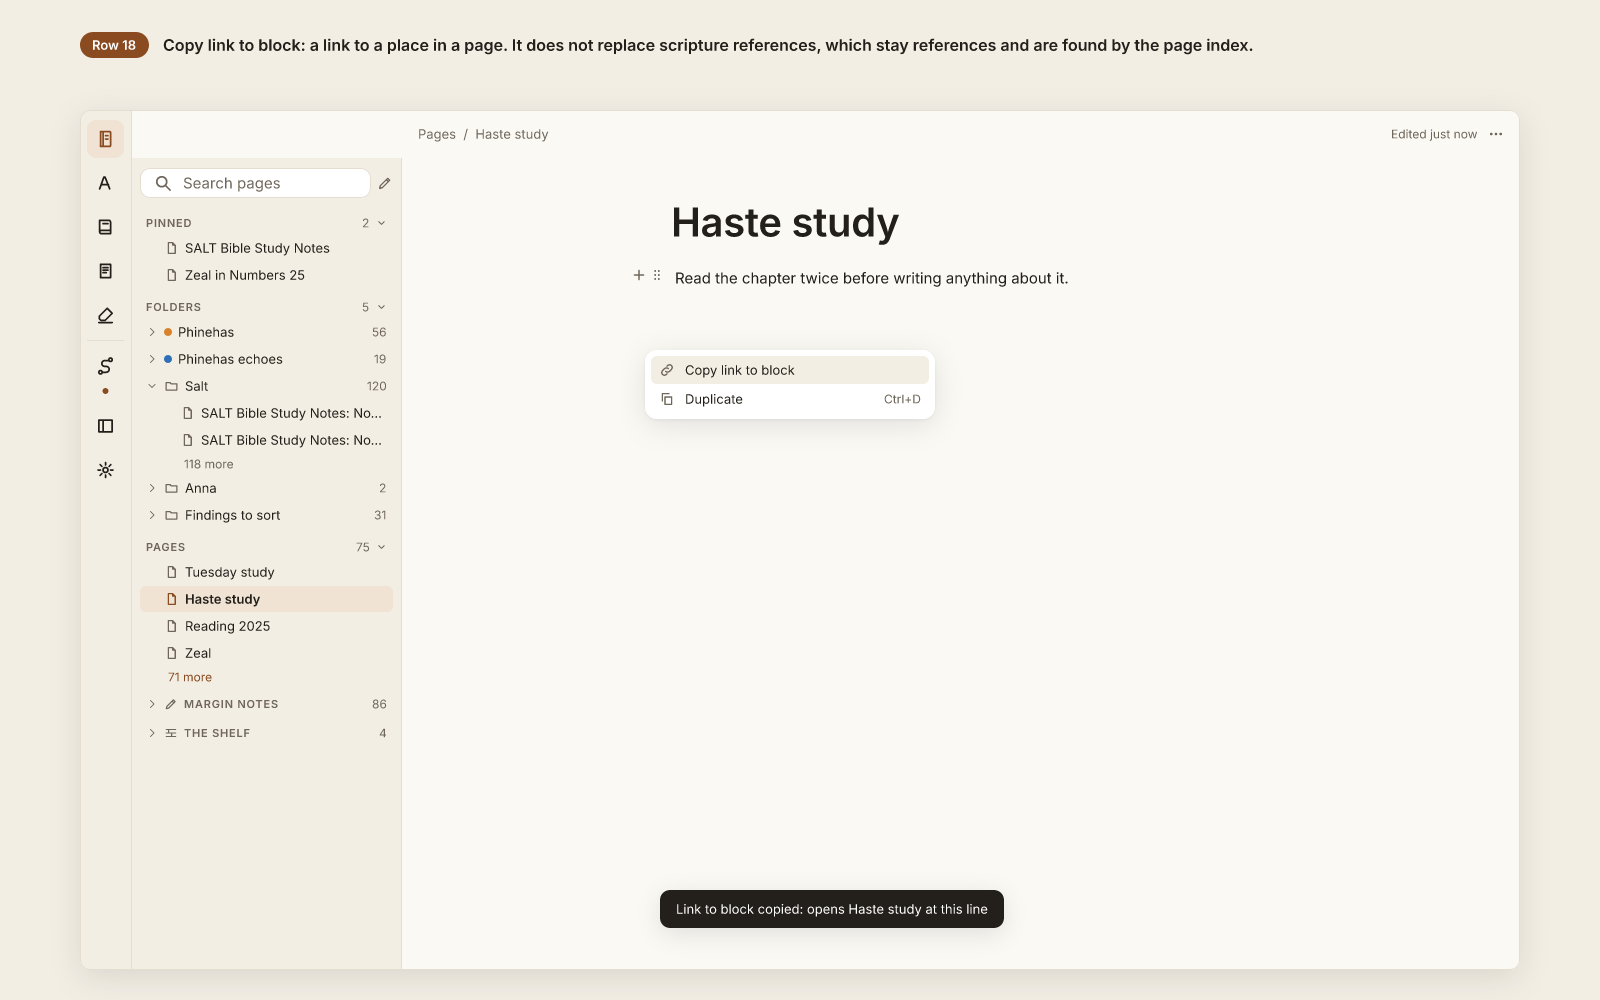 Row 18
Copy link to block: a link to a place in a page. It does not replace scripture references, which stay references and are found by the page index.
Pages / Haste study
Edited just now
Search pages
PINNED 2
SALT Bible Study Notes
Zeal in Numbers 25
FOLDERS 5
Phinehas 56
Phinehas echoes 19
Salt 120
SALT Bible Study Notes: No...
SALT Bible Study Notes: No...
118 more
Anna 2
Findings to sort 31
PAGES 75
Tuesday study
Haste study
Reading 2025
Zeal
71 more
MARGIN NOTES 86
THE SHELF 4
Haste study
Read the chapter twice before writing anything about it.
Copy link to block
Duplicate Ctrl+D
Link to block copied: opens Haste study at this line